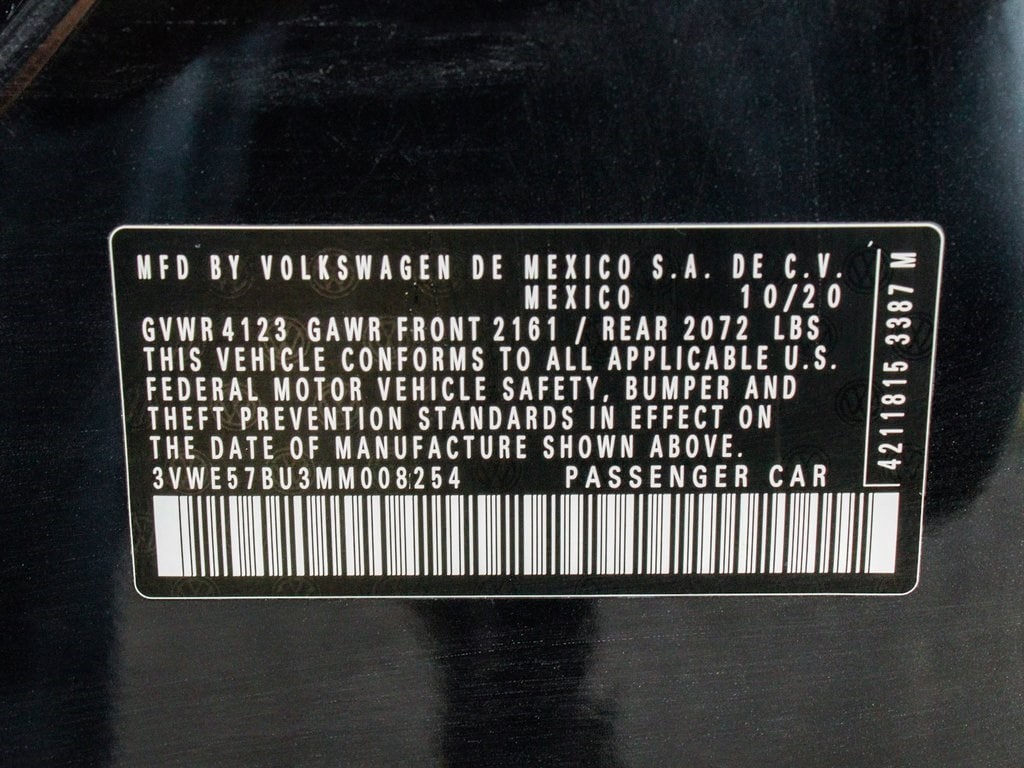 MFD BY VOLKSWAGEN DE MEXICO S.A. DE C.V.
MEXICO 10/20
GVWR 4123 GAWR FRONT 2161 / REAR 2072 LBS
THIS VEHICLE CONFORMS TO ALL APPLICABLE U.S.
FEDERAL MOTOR VEHICLE SAFETY, BUMPER AND
THEFT PREVENTION STANDARDS IN EFFECT ON
THE DATE OF MANUFACTURE SHOWN ABOVE.
3VWE57BU3MM008254 PASSENGER CAR
4211815 3387 M